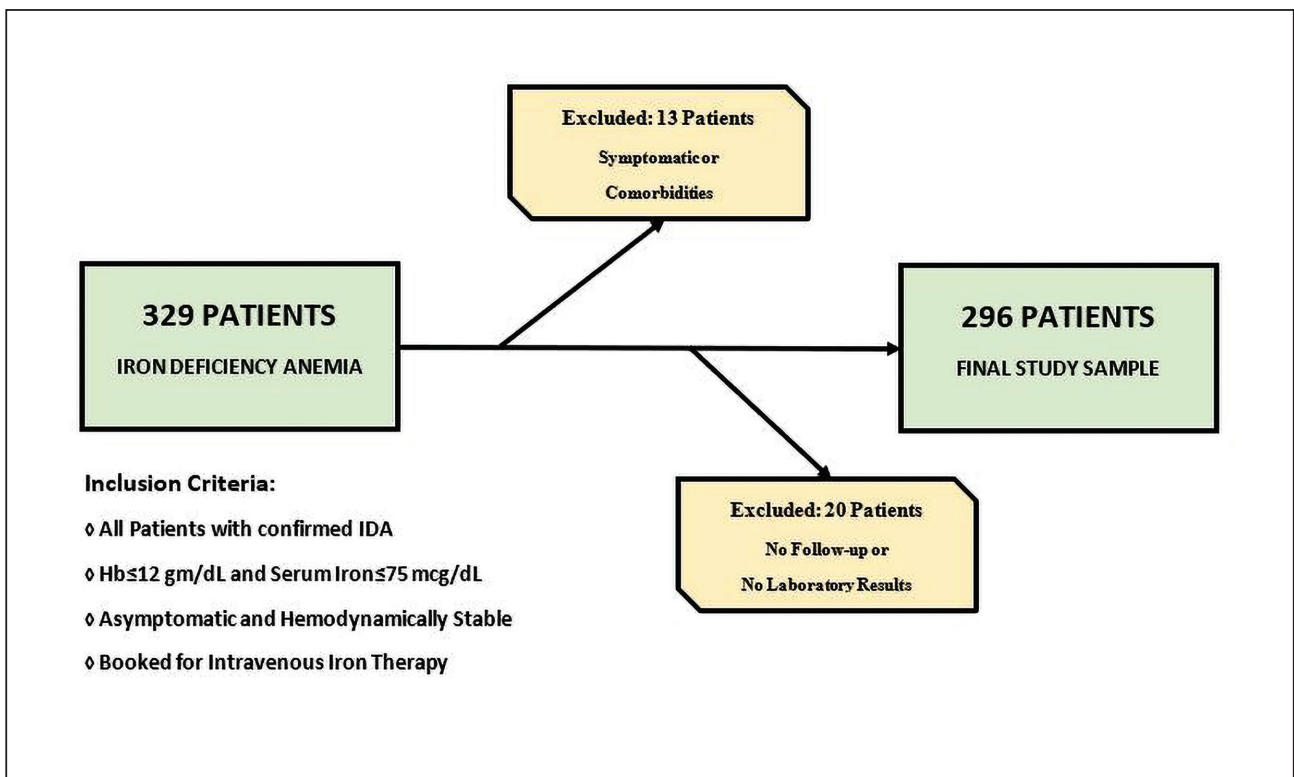 Excluded: 13 Patients
Symptomatic or
Comorbidities
329 PATIENTS
IRON DEFICIENCY ANEMIA
296 PATIENTS
FINAL STUDY SAMPLE
Excluded: 20 Patients
No Follow-up or
No Laboratory Results
Inclusion Criteria:
◊ All Patients with confirmed IDA
◊ Hb≤12 gm/dL and Serum Iron≤75 mcg/dL
◊ Asymptomatic and Hemodynamically Stable
◊ Booked for Intravenous Iron Therapy